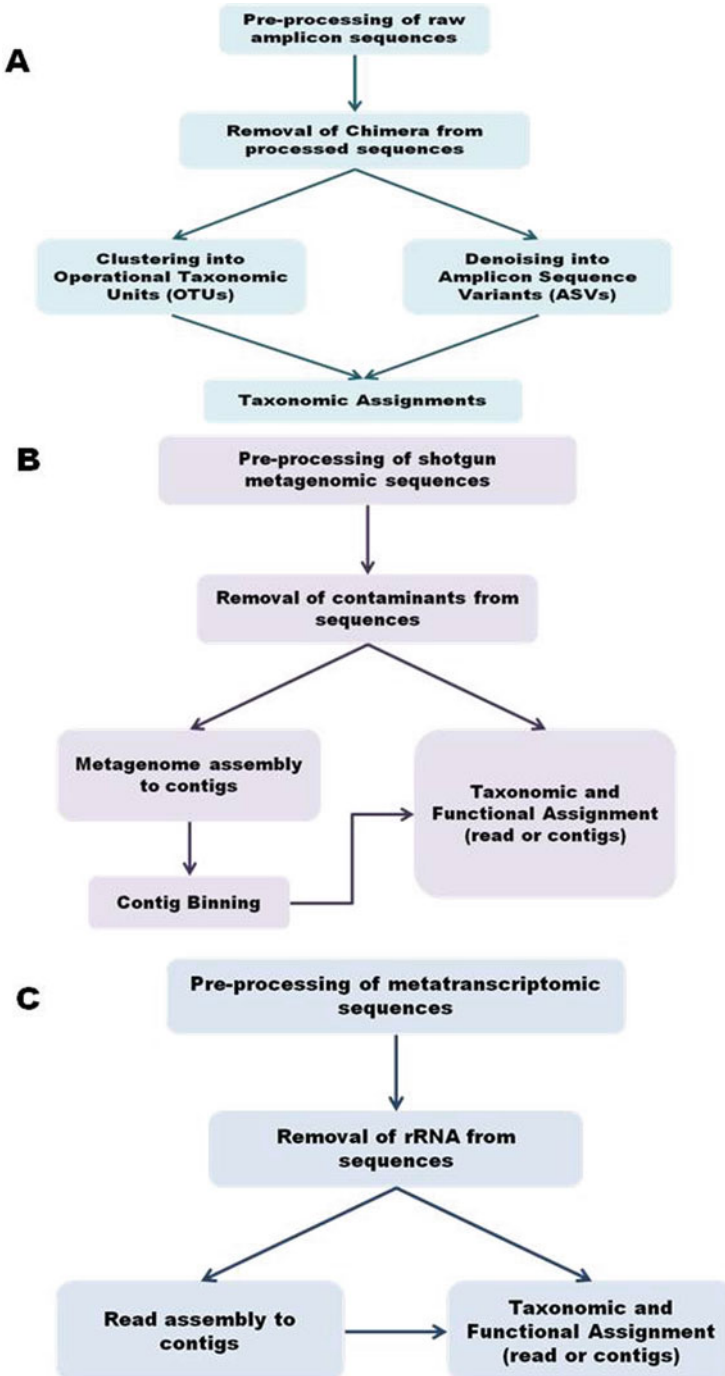 A
Pre-processing of raw
amplicon sequences
Removal of Chimera from
processed sequences
Clustering into
Operational Taxonomic
Units (OTUs)
Denoising into
Amplicon Sequence
Variants (ASVs)
Taxonomic Assignments
B
Pre-processing of shotgun
metagenomic sequences
Removal of contaminants from
sequences
Metagenome assembly
to contigs
Taxonomic and
Functional Assignment
(read or contigs)
Contig Binning
C
Pre-processing of metatranscriptomic
sequences
Removal of rRNA from
sequences
Read assembly to
contigs
Taxonomic and
Functional Assignment
(read or contigs)